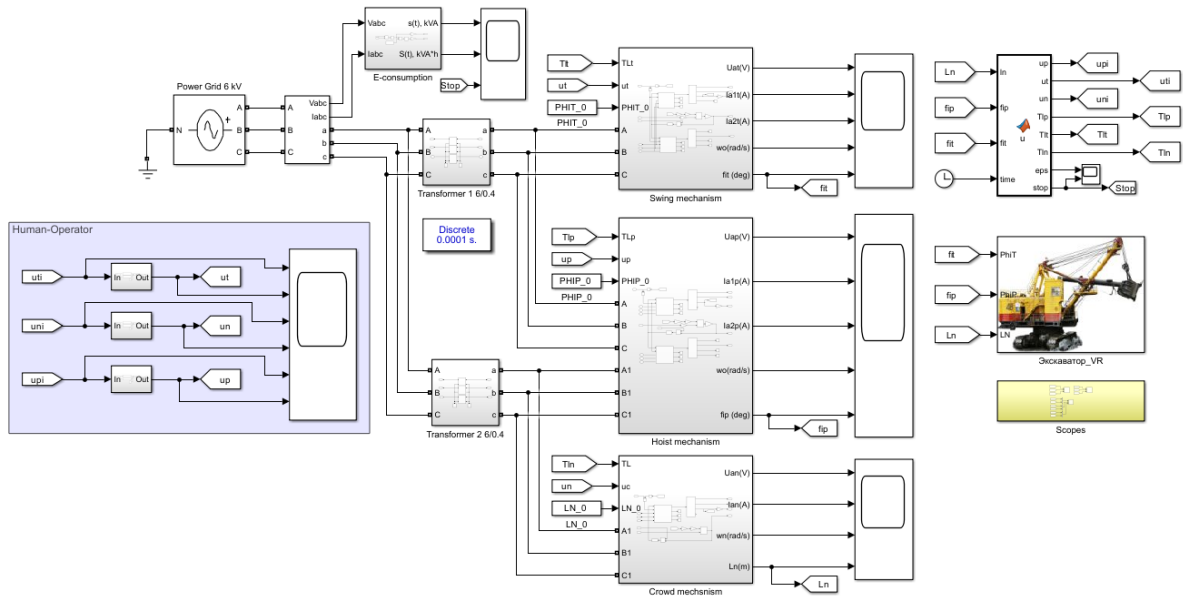 Vabc
Iabc
s(t), kVA
S(t), kVA*h
E-consumption
Stop
Power Grid 6 kV
N
A
B
C
A
B
C
Vabc
Iabc
a
b
c
A
B
C
a
b
c
Transformer 1 6/0.4
Discrete
0.0001 s.
Tlt
ut
PHIT_0
PHIT_0
TLt
ut
PHIT_0
A
B
C
Uat(V)
Ia1t(A)
Ia2t(A)
wo(rad/s)
fit (deg)
Swing mechanism
fit
Ln
fip
fit
ln
fip
fit
time
u
up
ut
un
Tlp
Tlt
Tln
eps
stop
upi
uti
uni
Tlp
Tlt
Tln
Stop
Human-Operator
uti
In
Out
ut
uni
In
Out
un
upi
In
Out
up
A
B
C
a
b
c
Transformer 2 6/0.4
Tlp
up
PHIP_0
PHIP_0
TLp
up
PHIP_0
A
B
C
A1
B1
C1
Uap(V)
Ia1p(A)
Ia2p(A)
wo(rad/s)
fip (deg)
Hoist mechanism
fip
fit
fip
Ln
PhiT
PhiP
LN
Экскаватор_VR
Scopes
Tln
un
LN_0
LN_0
TL
uc
LN_0
A1
B1
C1
Uan(V)
Ian(A)
wn(rad/s)
Ln(m)
Crowd mechsnism
Ln